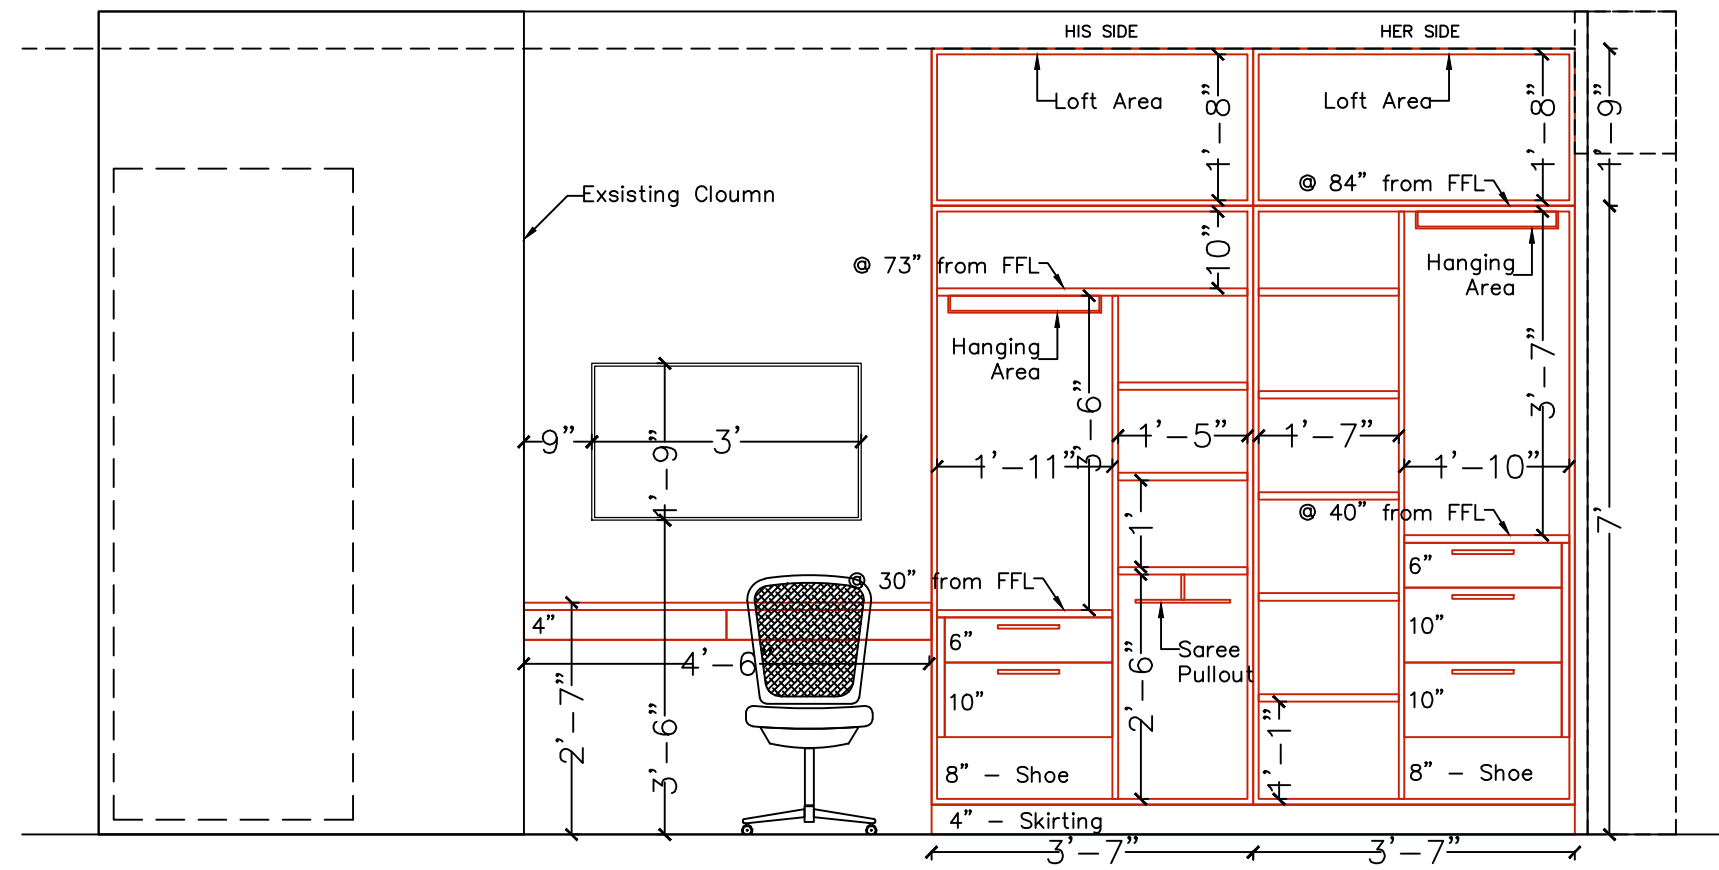 HIS SIDE
HER SIDE
Loft Area
Loft Area
1'-8"
1'-8"
1'-9"
@ 84" from FFL
Exsisting Cloumn
10"
@ 73" from FFL
Hanging
Area
Hanging
Area
3'-6"
3'-7"
9"
3'
1'-9"
1'-11"
1'-5"
1'-7"
1'-10"
@ 40" from FFL
7'
1'
@ 30" from FFL
6"
10"
10"
4"
6"
10"
4'-6"
2'-7"
3'-6"
2'-6"
Saree
Pullout
1'-1"
8" - Shoe
8" - Shoe
4" - Skirting
3'-7"
3'-7"